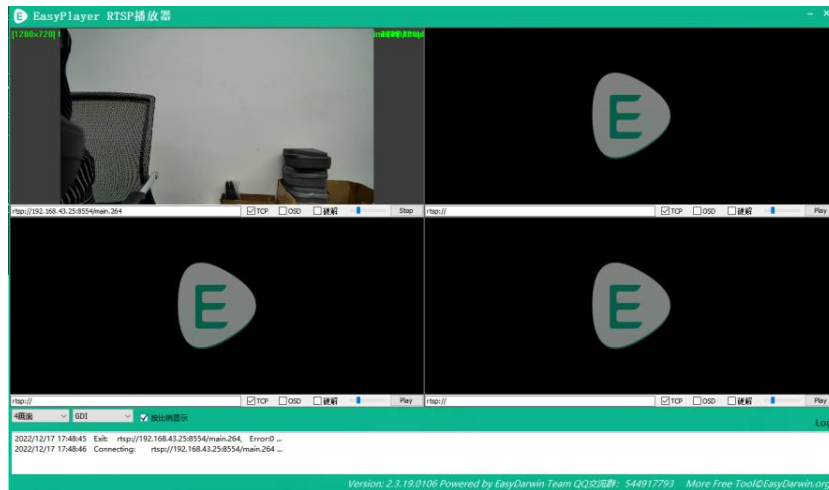 EasyPlayer RTSP播放器
[1280x720]
rtsp://192.168.43.25:8554/main.264 TCP OSD 硬解 Stop
rtsp:// TCP OSD 硬解 Play
E
E
E
rtsp:// TCP OSD 硬解 Play
rtsp:// TCP OSD 硬解 Play
4画面 GDI 按比例显示
Log
2022/12/17 17:48:45 Exit: rtsp://192.168.43.25:8554/main.264, Error:0 ...
2022/12/17 17:48:46 Connecting: rtsp://192.168.43.25:8554/main.264 ...
Version: 2.3.19.0106 Powered by EasyDarwin Team QQ交流群: 544917793 More Free Tool©EasyDarwin.org